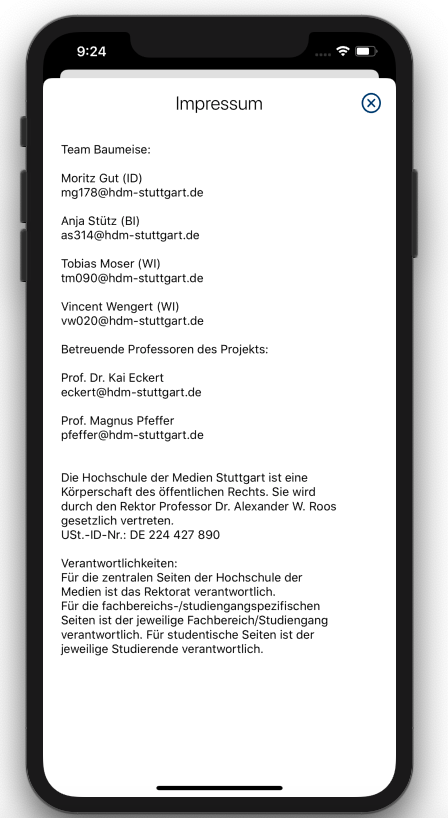 9:24
Impressum
Team Baumeise:
Moritz Gut (ID)
mg178@hdm-stuttgart.de
Anja Stütz (BI)
as314@hdm-stuttgart.de
Tobias Moser (WI)
tm090@hdm-stuttgart.de
Vincent Wengert (WI)
vw020@hdm-stuttgart.de
Betreuende Professoren des Projekts:
Prof. Dr. Kai Eckert
eckert@hdm-stuttgart.de
Prof. Magnus Pfeffer
pfeffer@hdm-stuttgart.de
Die Hochschule der Medien Stuttgart ist eine
Körperschaft des öffentlichen Rechts. Sie wird
durch den Rektor Professor Dr. Alexander W. Roos
gesetzlich vertreten.
USt.-ID-Nr.: DE 224 427 890
Verantwortlichkeiten:
Für die zentralen Seiten der Hochschule der
Medien ist das Rektorat verantwortlich.
Für die fachbereichs-/studiengangspezifischen
Seiten ist der jeweilige Fachbereich/Studiengang
verantwortlich. Für studentische Seiten ist der
jeweilige Studierende verantwortlich.